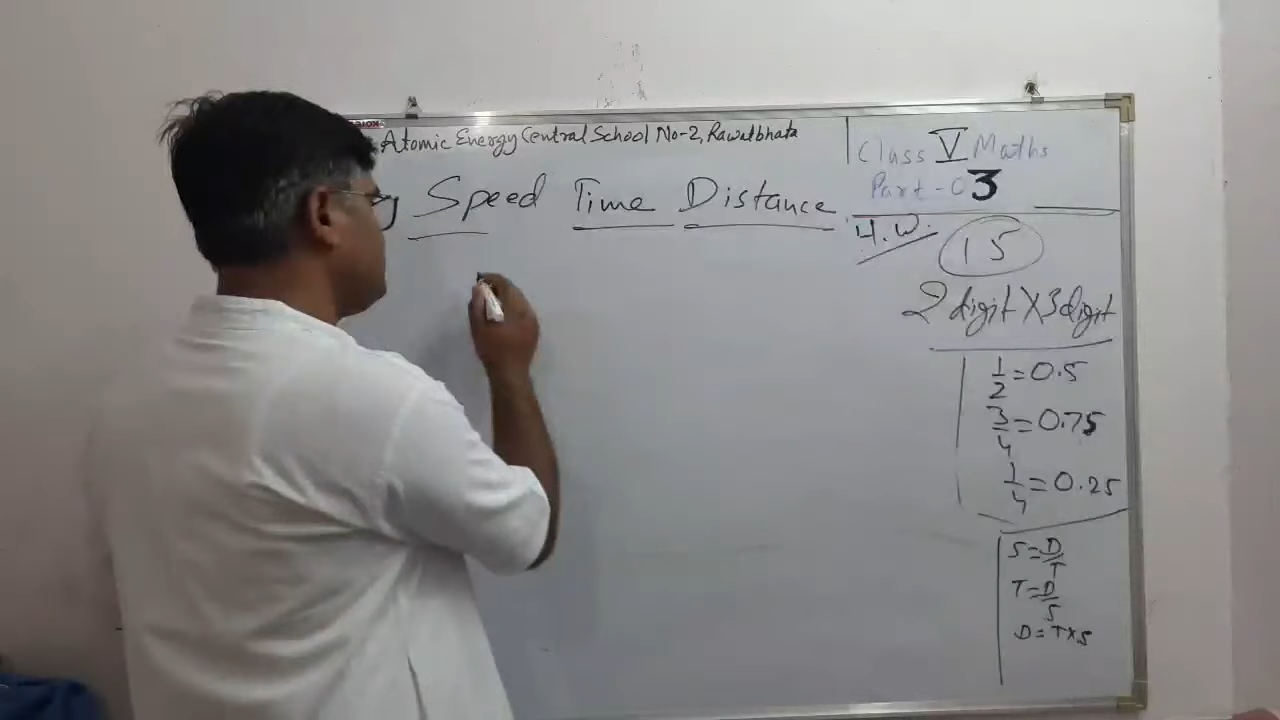 Atomic Energy Central School No-2, Rawatbhata
Class V Maths
Part-03
Speed Time Distance
H.W.
15
2 digit X 3 digit
1/2 = 0.5
3/4 = 0.75
1/4 = 0.25
S = D/T
T = D/S
D = T×S